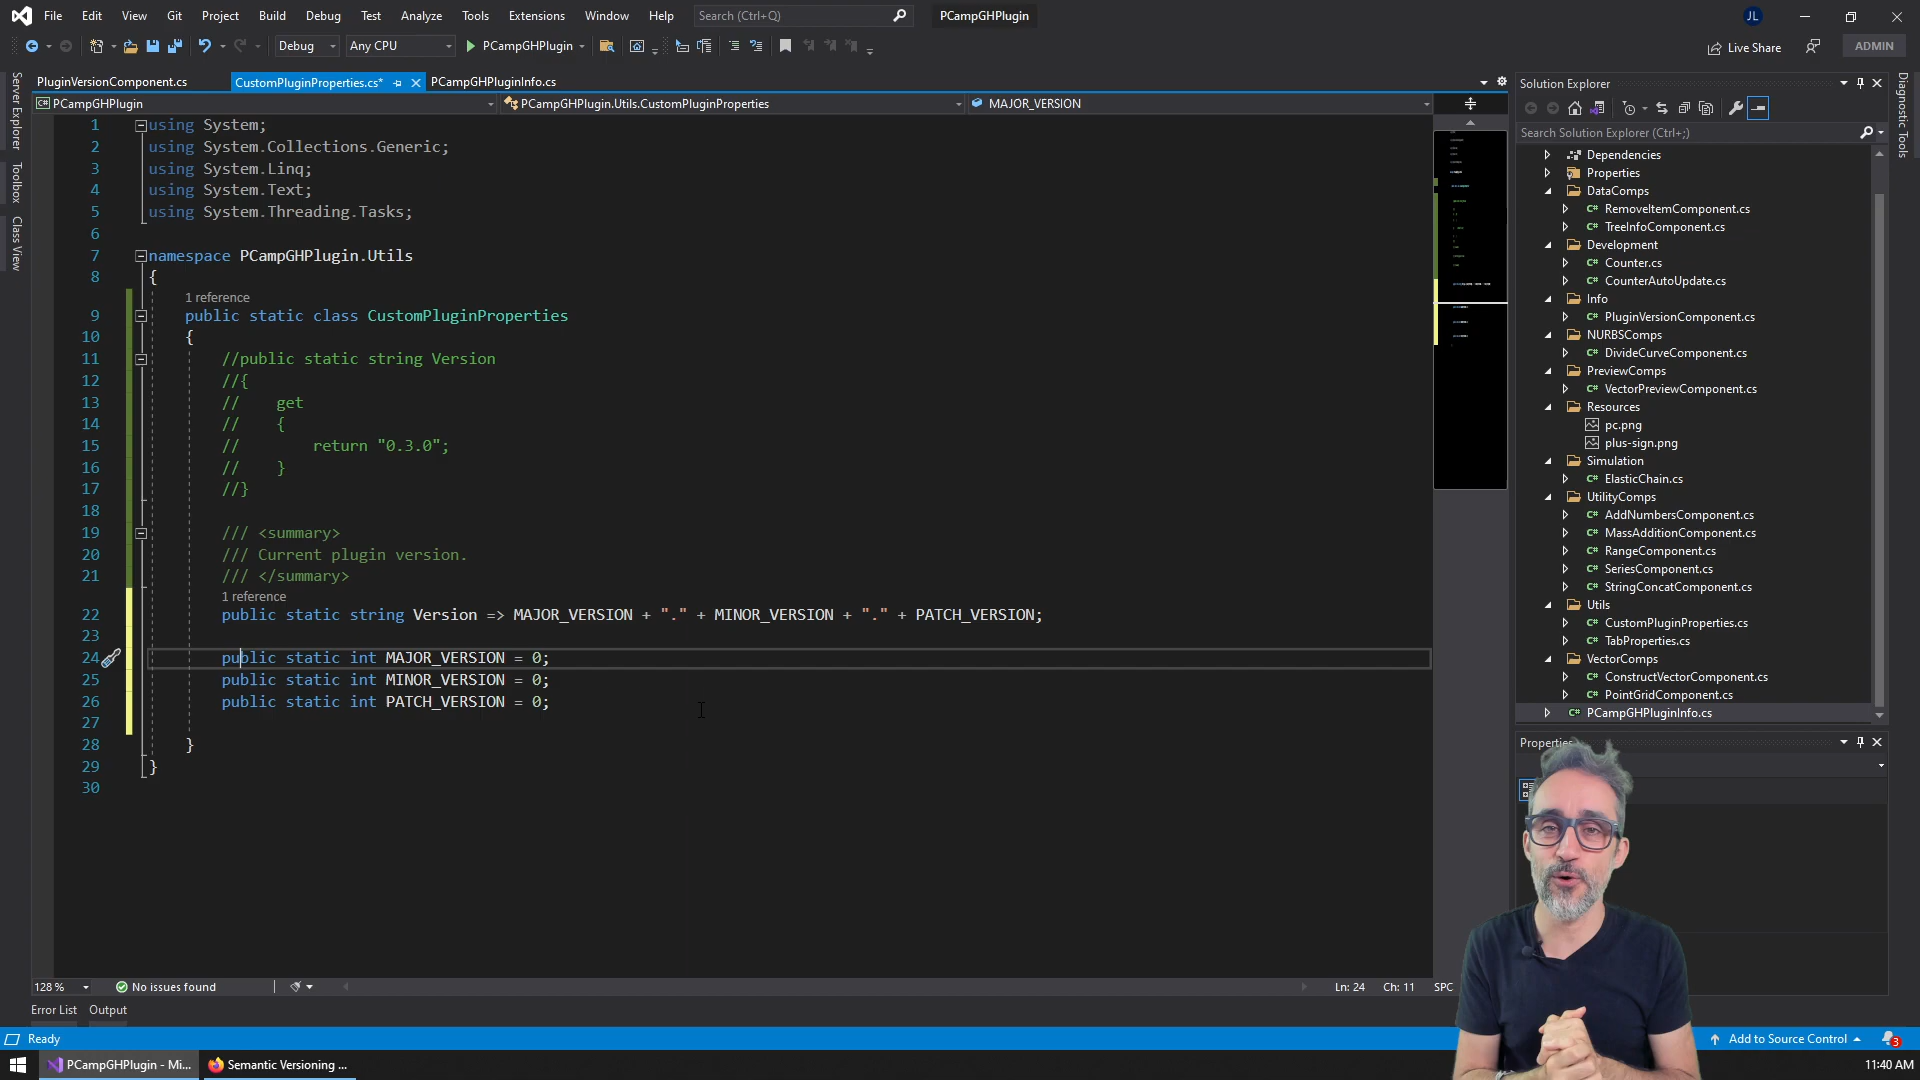 File Edit View Git Project Build Debug Test Analyze Tools Extensions Window Help Search (Ctrl+Q) PCampGHPlugin JL
Debug Any CPU PCampGHPlugin Live Share ADMIN
PluginVersionComponent.cs CustomPluginProperties.cs* PCampGHPluginInfo.cs
PCampGHPlugin PCampGHPlugin.Utils.CustomPluginProperties MAJOR_VERSION
Server Explorer
Toolbox
Class View
1 using System;
2 using System.Collections.Generic;
3 using System.Linq;
4 using System.Text;
5 using System.Threading.Tasks;
6
7 namespace PCampGHPlugin.Utils
8 {
1 reference
9 public static class CustomPluginProperties
10 {
11 //public static string Version
12 //{
13 // get
14 // {
15 // return "0.3.0";
16 // }
17 //}
18
19 /// <summary>
20 /// Current plugin version.
21 /// </summary>
1 reference
22 public static string Version => MAJOR_VERSION + "." + MINOR_VERSION + "." + PATCH_VERSION;
23
24 public static int MAJOR_VERSION = 0;
25 public static int MINOR_VERSION = 0;
26 public static int PATCH_VERSION = 0;
27
28 }
29 }
30
128 % No issues found Ln: 24 Ch: 11 SPC
Error List Output
Solution Explorer
Search Solution Explorer (Ctrl+;)
Dependencies
Properties
DataComps
C# RemoveItemComponent.cs
C# TreeInfoComponent.cs
Development
C# Counter.cs
C# CounterAutoUpdate.cs
Info
C# PluginVersionComponent.cs
NURBSComps
C# DivideCurveComponent.cs
PreviewComps
C# VectorPreviewComponent.cs
Resources
pc.png
plus-sign.png
Simulation
C# ElasticChain.cs
UtilityComps
C# AddNumbersComponent.cs
C# MassAdditionComponent.cs
C# RangeComponent.cs
C# SeriesComponent.cs
C# StringConcatComponent.cs
Utils
C# CustomPluginProperties.cs
C# TabProperties.cs
VectorComps
C# ConstructVectorComponent.cs
C# PointGridComponent.cs
C# PCampGHPluginInfo.cs
Properties
Diagnostic Tools
Ready Add to Source Control 3
PCampGHPlugin - Mi... Semantic Versioning ... 11:40 AM